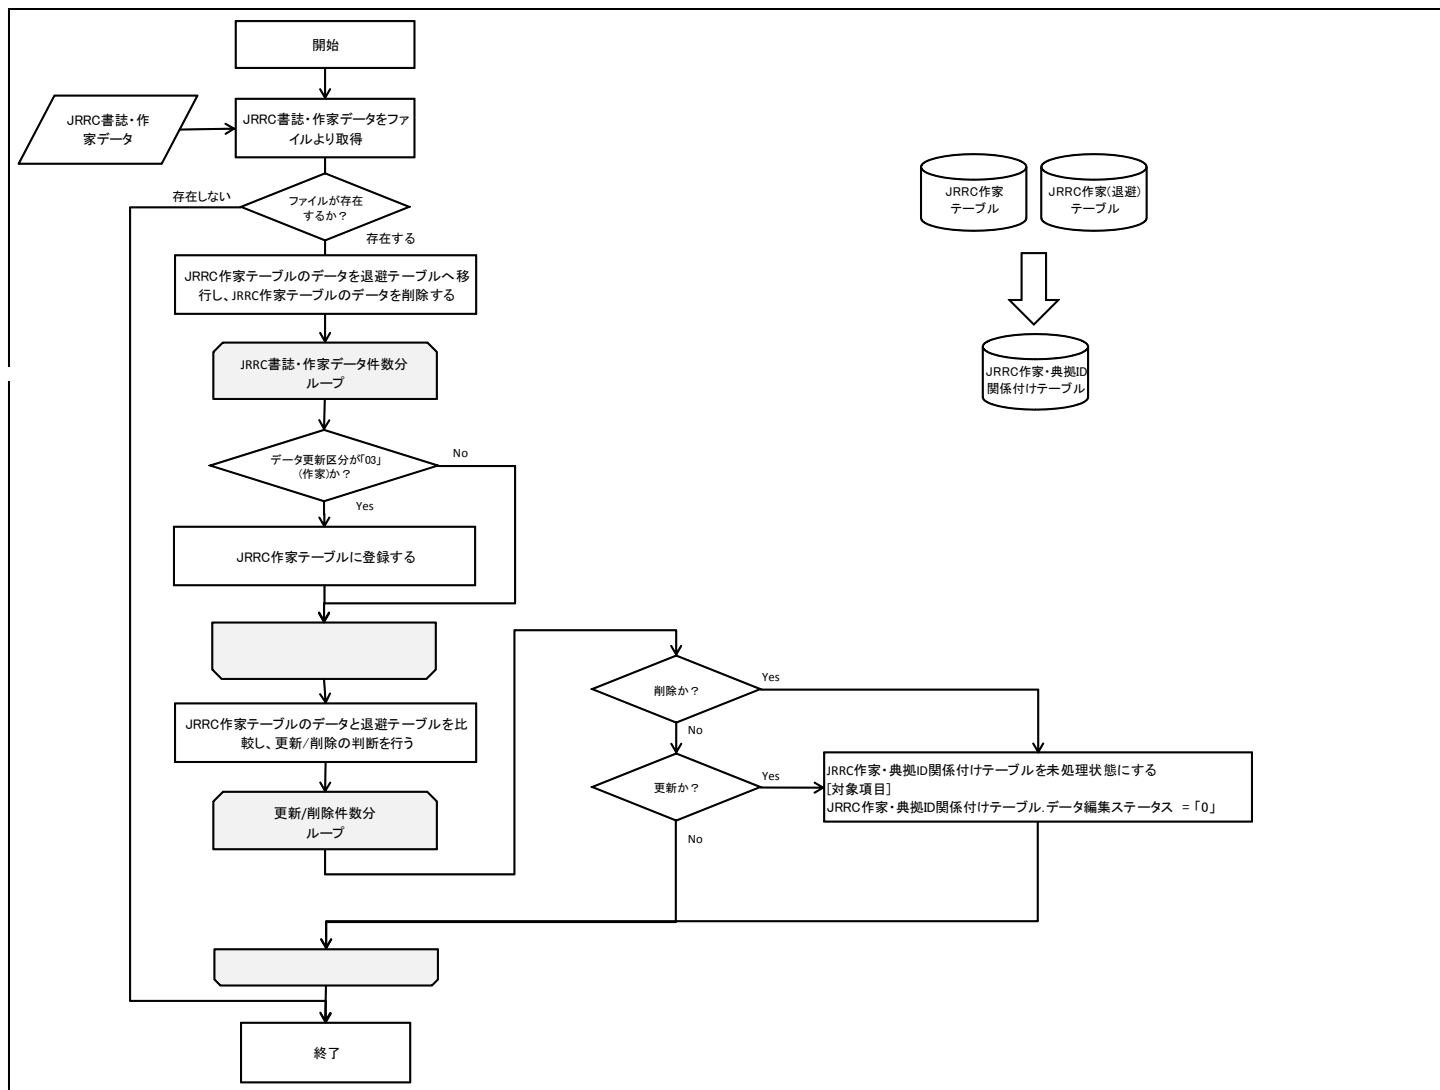 開始
JRRC書誌・作
家データ
JRRC書誌・作家データをファ
イルより取得
存在しない
ファイルが存在
するか？
存在する
JRRC作家テーブルのデータを退避テーブルへ移
行し、JRRC作家テーブルのデータを削除する
JRRC書誌・作家データ件数分
ループ
データ更新区分が「03」
(作家)か？
No
Yes
JRRC作家テーブルに登録する
JRRC作家テーブルのデータと退避テーブルを比
較し、更新/削除の判断を行う
更新/削除件数分
ループ
削除か？
Yes
No
更新か？
Yes
No
JRRC作家・典拠ID関係付けテーブルを未処理状態にする
[対象項目]
JRRC作家・典拠ID関係付けテーブル.データ編集ステータス ＝「0」
終了
JRRC作家
テーブル
JRRC作家(退避)
テーブル
JRRC作家・典拠ID
関係付けテーブル